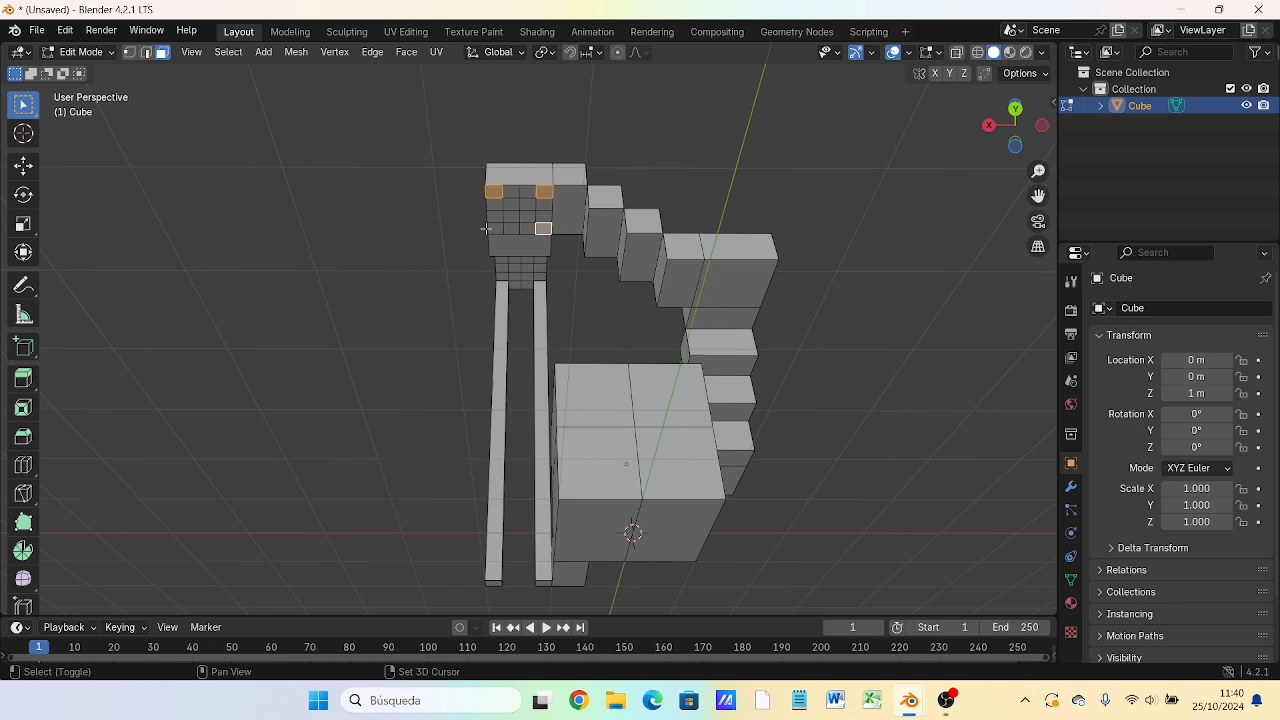 * (Unsaved) - Blender 4.2.1 LTS
File Edit Render Window Help Layout Modeling Sculpting UV Editing Texture Paint Shading Animation Rendering Compositing Geometry Nodes Scripting + Scene ViewLayer
Edit Mode View Select Add Mesh Vertex Edge Face UV Global Search
X Y Z Options Scene Collection
Collection
Cube
User Perspective
(1) Cube
Y
X
Search
Cube
Cube
Transform
Location X 0 m
Y 0 m
Z 1 m
Rotation X 0°
Y 0°
Z 0°
Mode XYZ Euler
Scale X 1.000
Y 1.000
Z 1.000
Delta Transform
Relations
Collections
Instancing
Motion Paths
Visibility
Playback Keying View Marker 1 Start 1 End 250
1 10 20 30 40 50 60 70 80 90 100 110 120 130 140 150 160 170 180 190 200 210 220 230 240 250
Select (Toggle) Pan View Set 3D Cursor 4.2.1
Búsqueda
11:40
25/10/2024